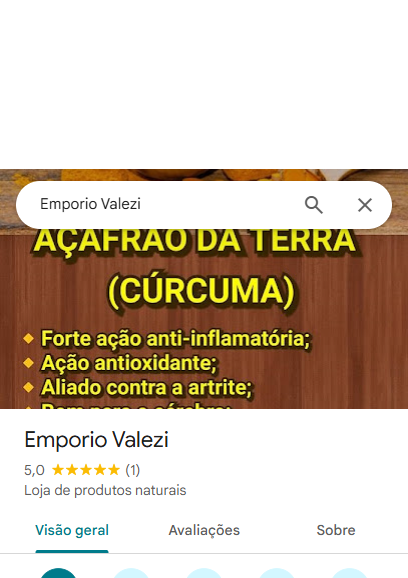 Emporio Valezi
AÇAFRÃO DA TERRA
(CÚRCUMA)
Forte ação anti-inflamatória;
Ação antioxidante;
Aliado contra a artrite;
Emporio Valezi
5,0 ★★★★★ (1)
Loja de produtos naturais
Visão geral Avaliações Sobre